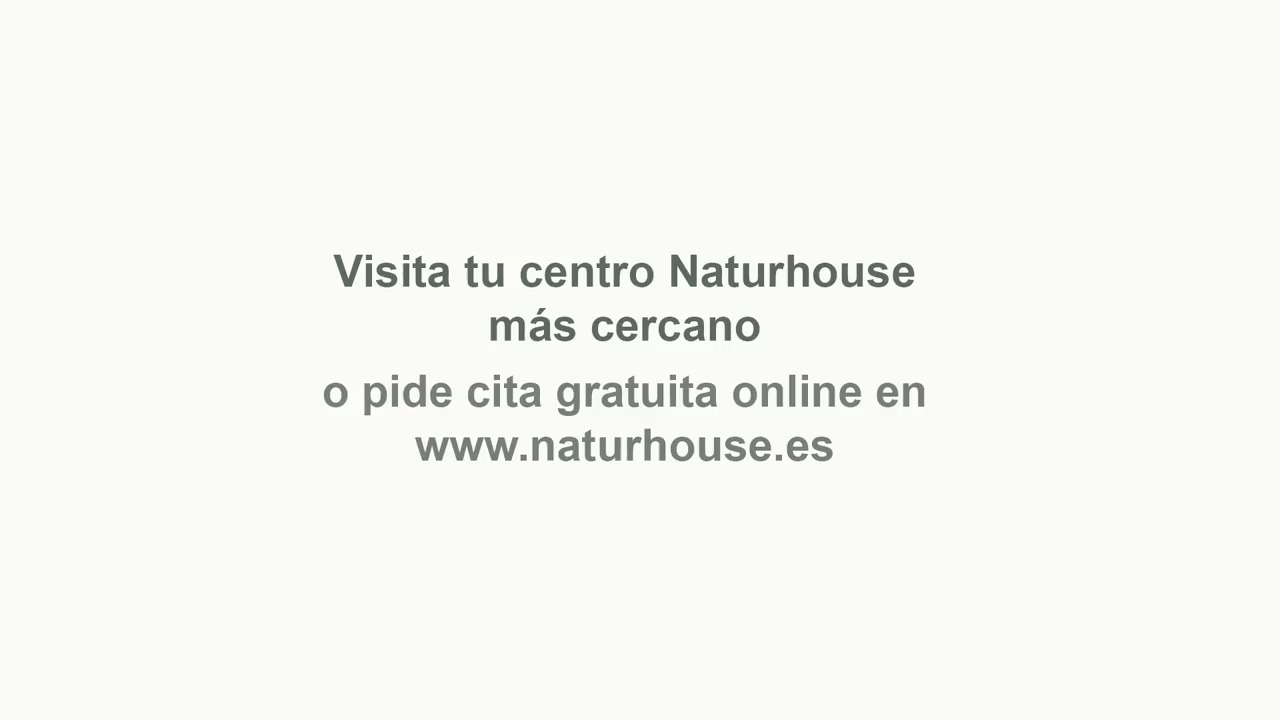 Visita tu centro Naturhouse
más cercano
o pide cita gratuita online en
www.naturhouse.es